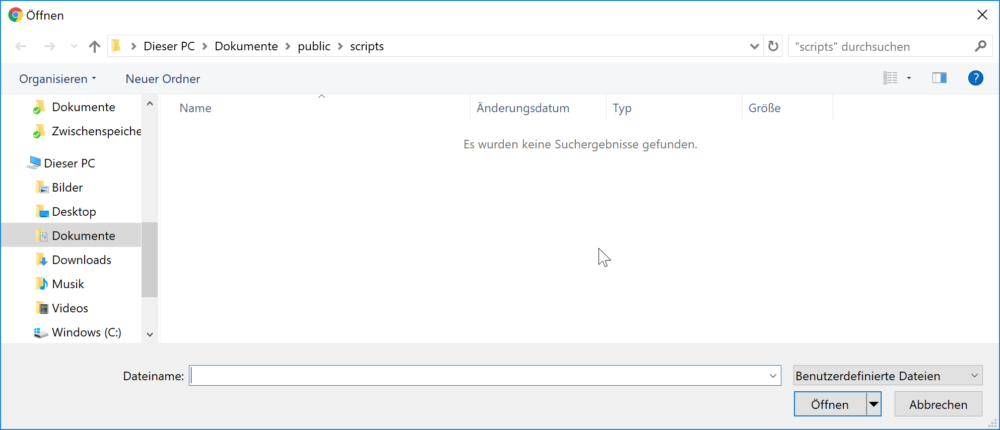 Öffnen
Dieser PC Dokumente public scripts
"scripts" durchsuchen
Organisieren
Neuer Ordner
?
Dokumente
Zwischenspeiche
Dieser PC
Bilder
Desktop
Dokumente
Downloads
Musik
Videos
Windows (C:)
Name Änderungsdatum Typ Größe
Es wurden keine Suchergebnisse gefunden.
Dateiname:
Benutzerdefinierte Dateien
Öffnen
Abbrechen